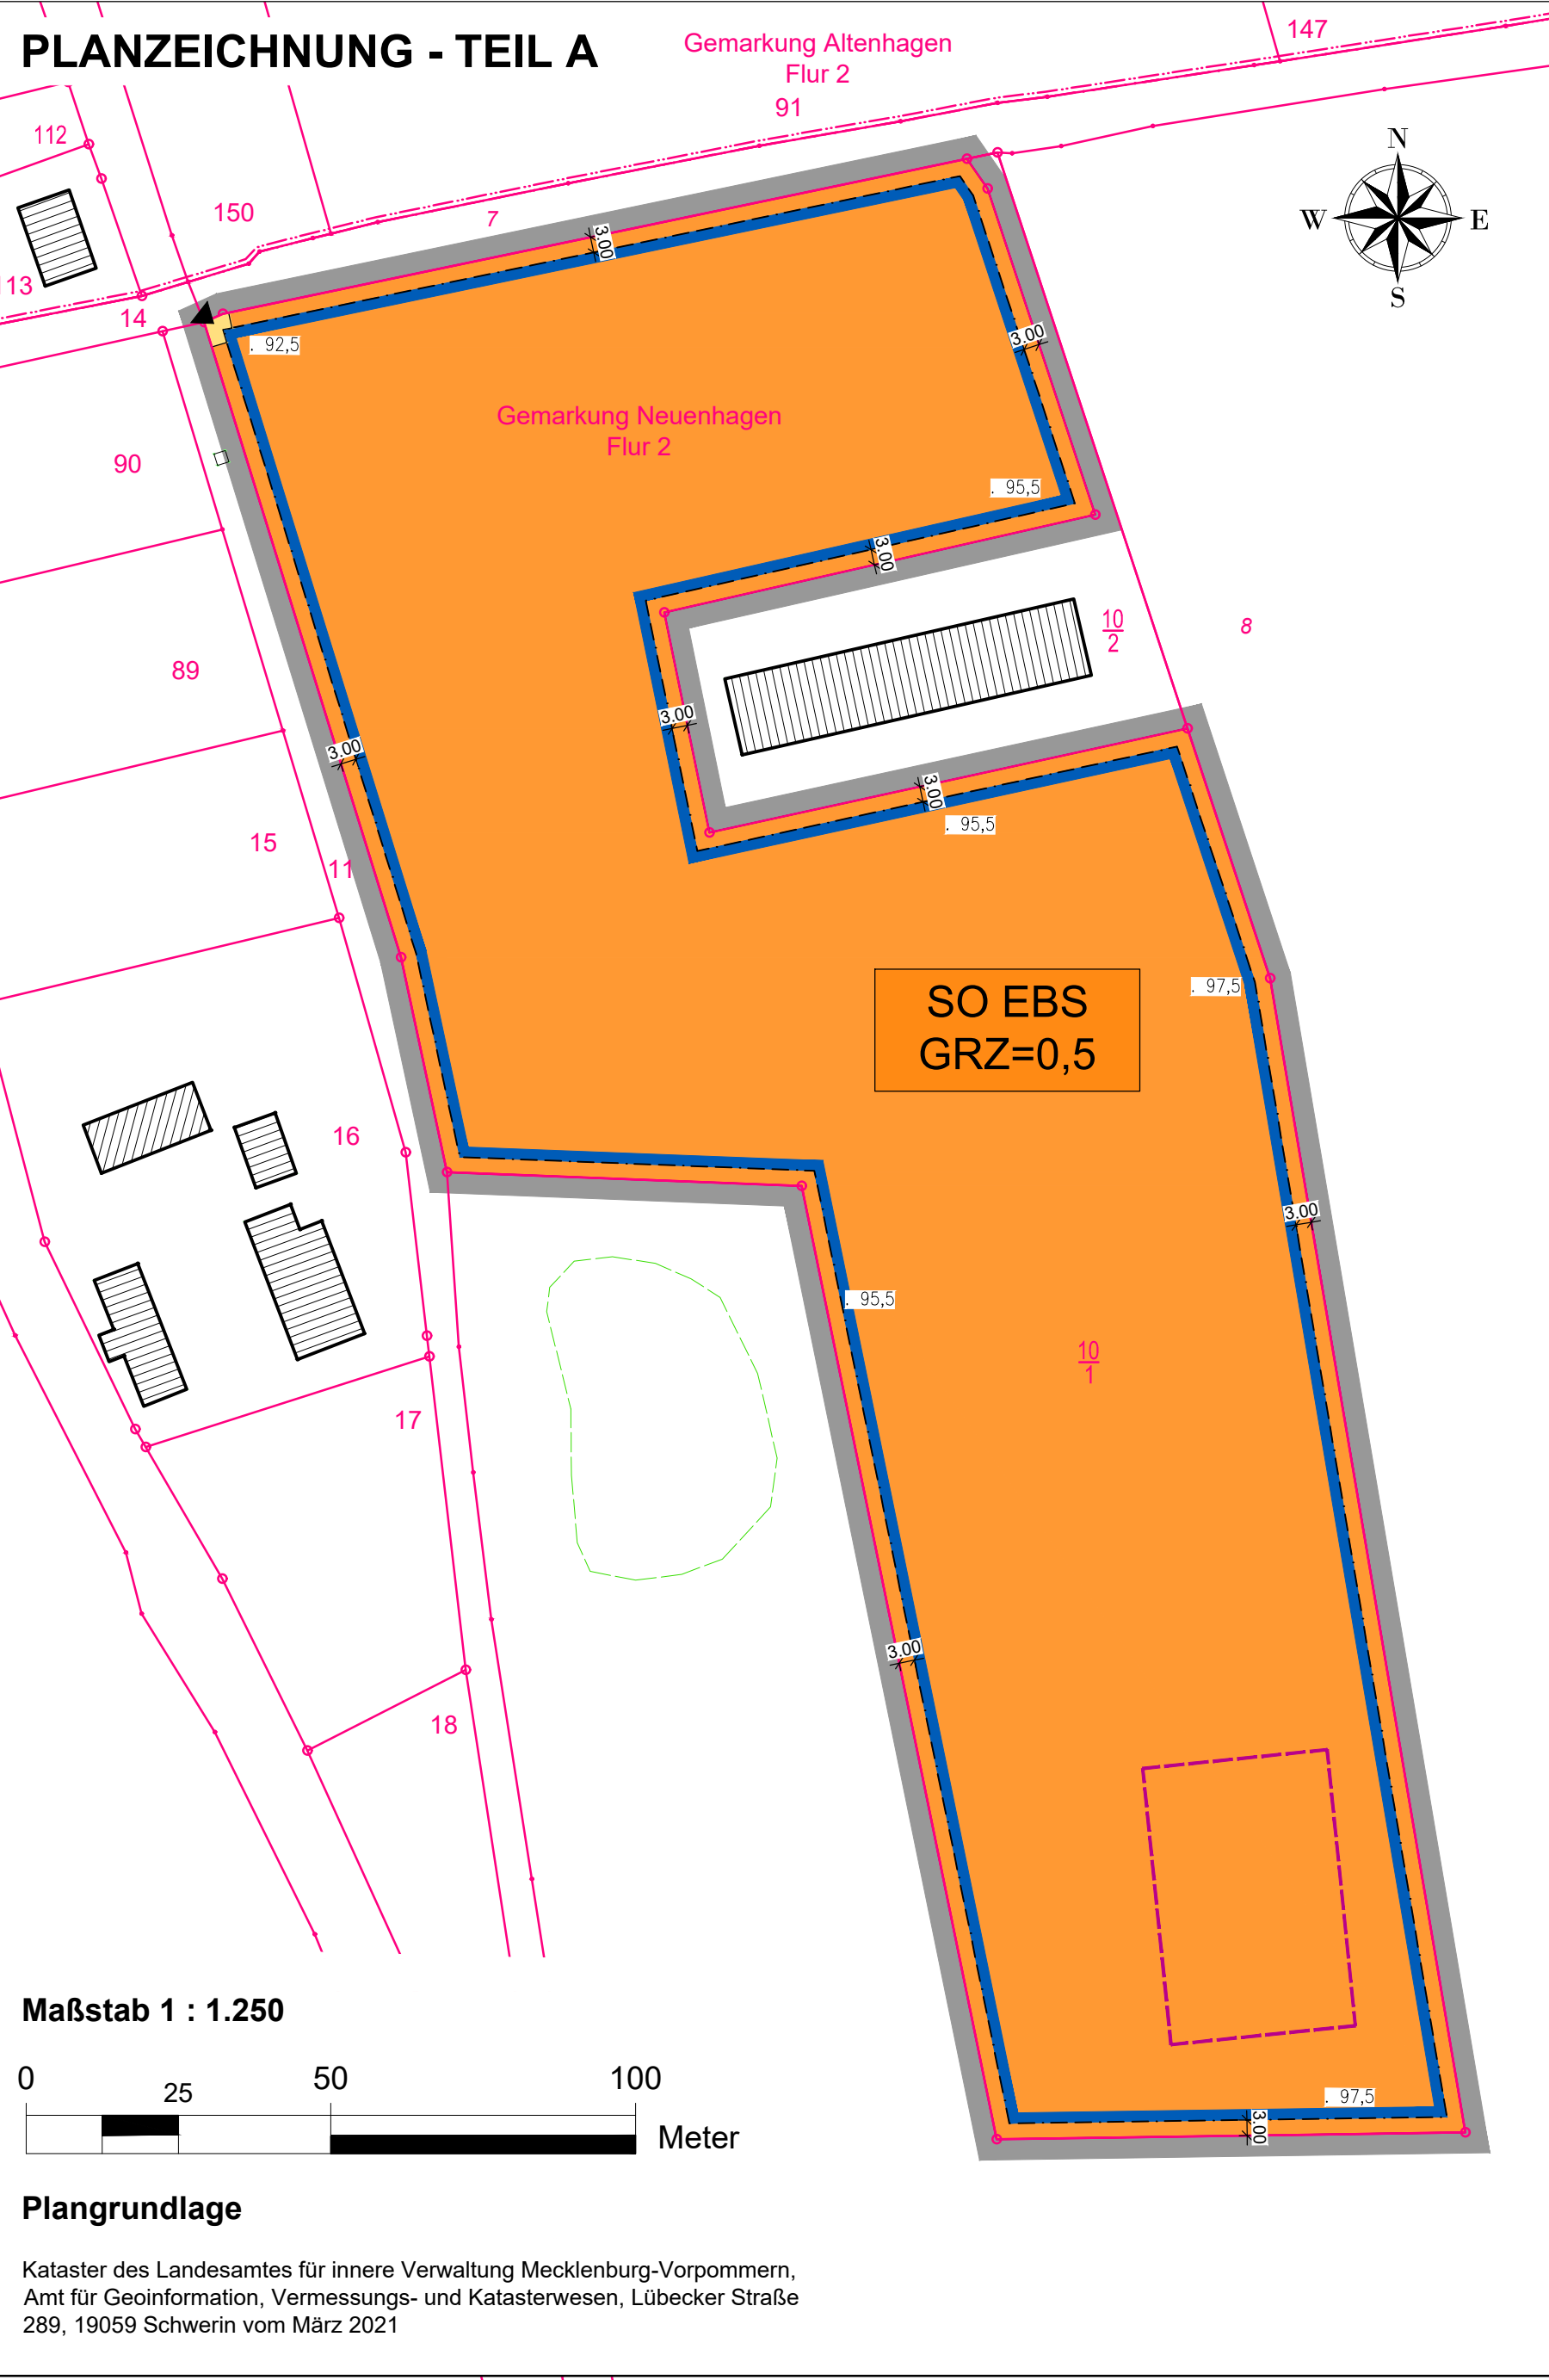 PLANZEICHNUNG - TEIL A
Gemarkung Altenhagen
Flur 2
147
91
112
150
7
N
W
E
S
113
14
3.00
. 92,5
3.00
Gemarkung Neuenhagen
Flur 2
90
. 95,5
3.00
10
2
8
89
3.00
3.00
3.00
. 95,5
15
11
. 97,5
SO EBS
GRZ=0,5
16
3.00
. 95,5
10
1
17
3.00
18
Maßstab 1 : 1.250
0
25
50
100
Meter
. 97,5
3.00
Plangrundlage
Kataster des Landesamtes für innere Verwaltung Mecklenburg-Vorpommern,
Amt für Geoinformation, Vermessungs- und Katasterwesen, Lübecker Straße
289, 19059 Schwerin vom März 2021